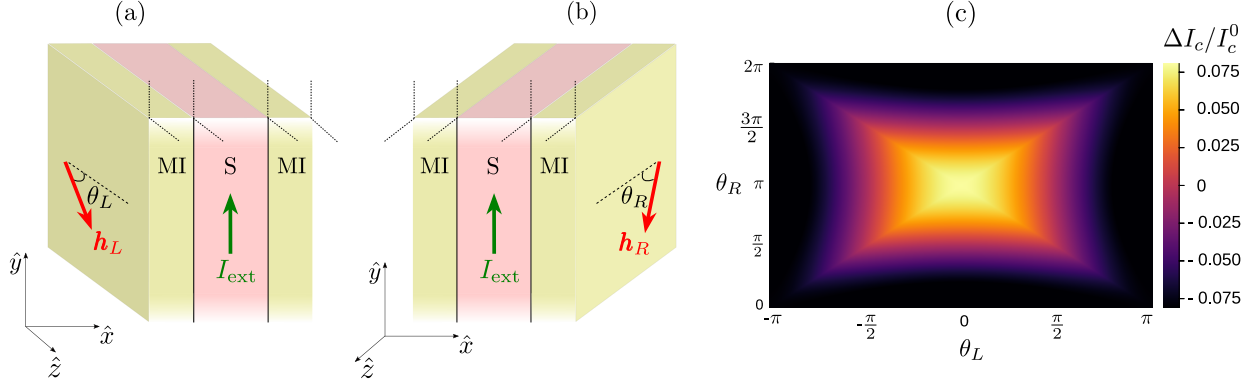 (a)
MI S MI
θ_L
h_L
I_ext
ŷ
x̂
ẑ
(b)
MI S MI
θ_R
h_R
I_ext
ŷ
x̂
ẑ
(c)
ΔI_c/I_c^0
2π
3π/2
θ_R π
π/2
0
-π -π/2 0 π/2 π
θ_L
0.075
0.050
0.025
0
- 0.025
- 0.050
- 0.075